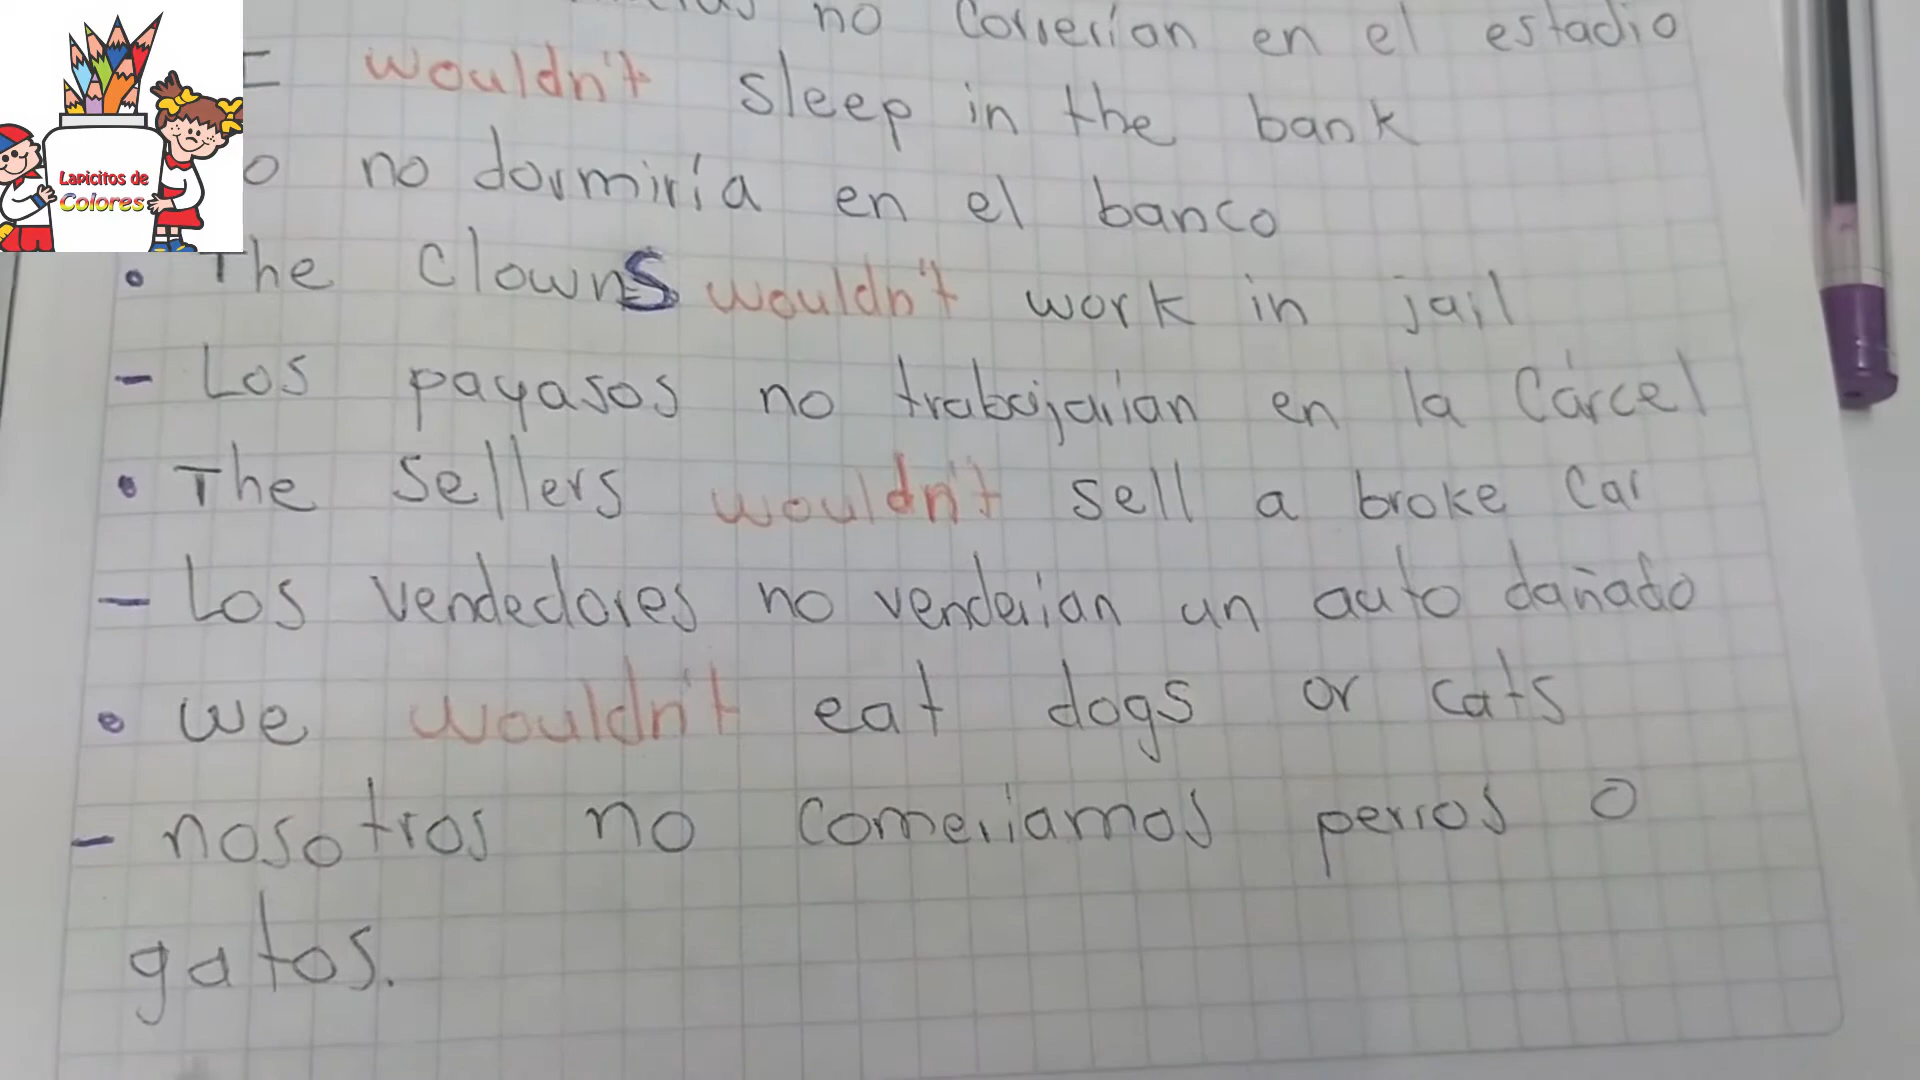 no correrían en el estadio
I wouldn't sleep in the bank
o no dormiría en el banco
• The Clowns wouldn't work in jail
- Los payasos no trabajarían en la Cárcel
• The Sellers wouldn't sell a broke Car
- Los vendedores no venderian un auto dañado
• we wouldn't eat dogs or cats
- nosotros no comeriamos perros o
gatos.
Lapicitos de
Colores